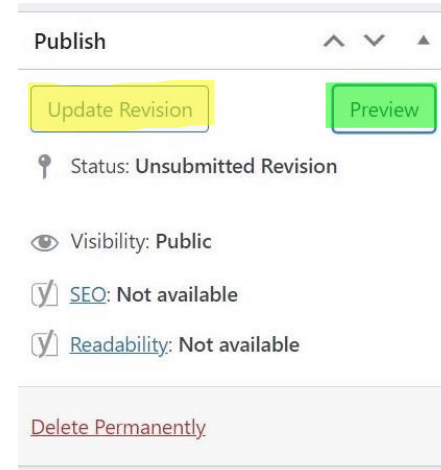 Publish
Update Revision Preview
Status: Unsubmitted Revision
Visibility: Public
SEO: Not available
Readability: Not available
Delete Permanently